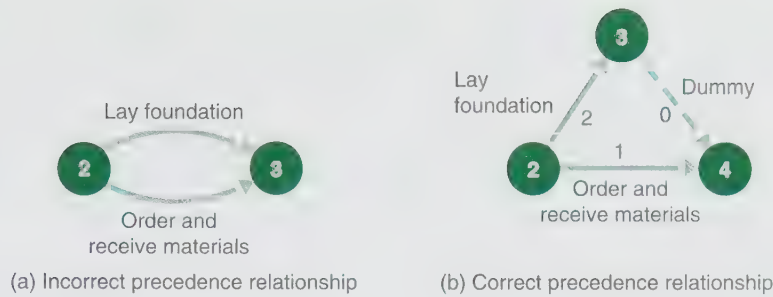 Lay foundation
2
3
Order and
receive materials
(a) Incorrect precedence relationship
3
Lay
foundation
2
Dummy
0
2
1
4
Order and
receive materials
(b) Correct precedence relationship